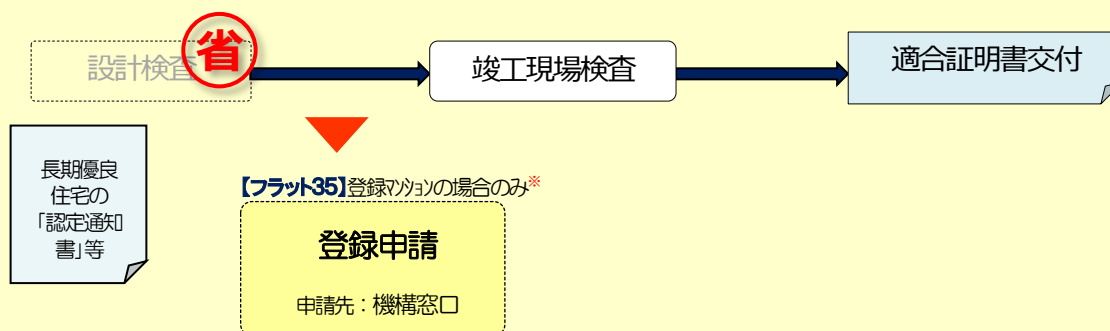 設計検査
省
竣工現場検査
適合証明書交付
長期優良
住宅の
「認定通知
書」等
【フラット35】登録マンションの場合のみ※
登録申請
申請先：機構窓口